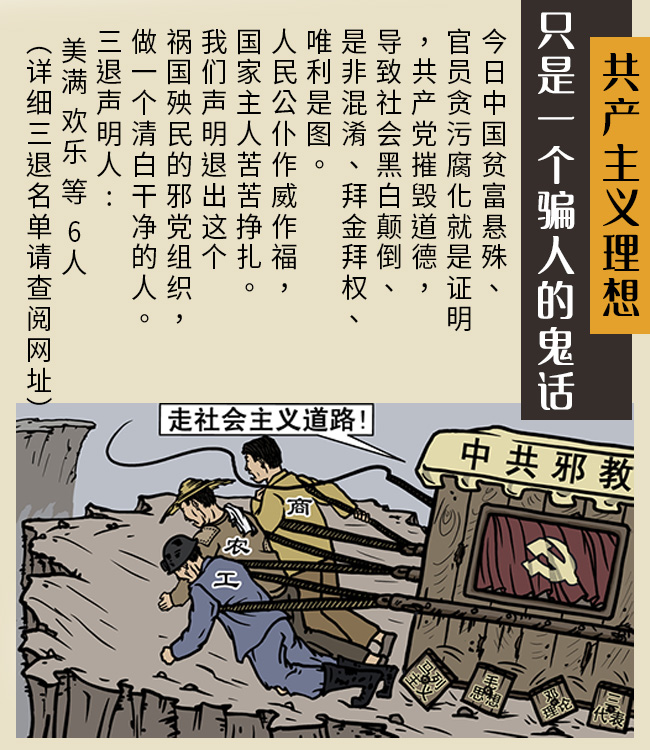 共产主义理想
只是一个骗人的鬼话
今日中国贫富悬殊、
官员贪污腐化就是证明
，共产党摧毁道德，
导致社会黑白颠倒、
是非混淆、拜金拜权、
唯利是图。
人民公仆作威作福，
国家主人苦苦挣扎。
我们声明退出这个
祸国殃民的邪党组织，
做一个清白干净的人。
三退声明人：
美满 欢乐 等 6 人
（详细三退名单请查阅网址）
走社会主义道路！
中共邪教
商
农
工
马列
主义
毛
思想
邓
理论
三
代表